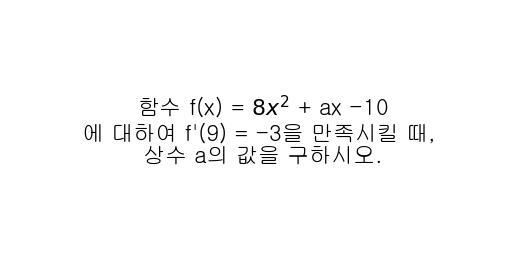 함수 f(x) = 8x² + ax −10
에 대하여 f'(9) = −3을 만족시킬 때,
상수 a의 값을 구하시오.